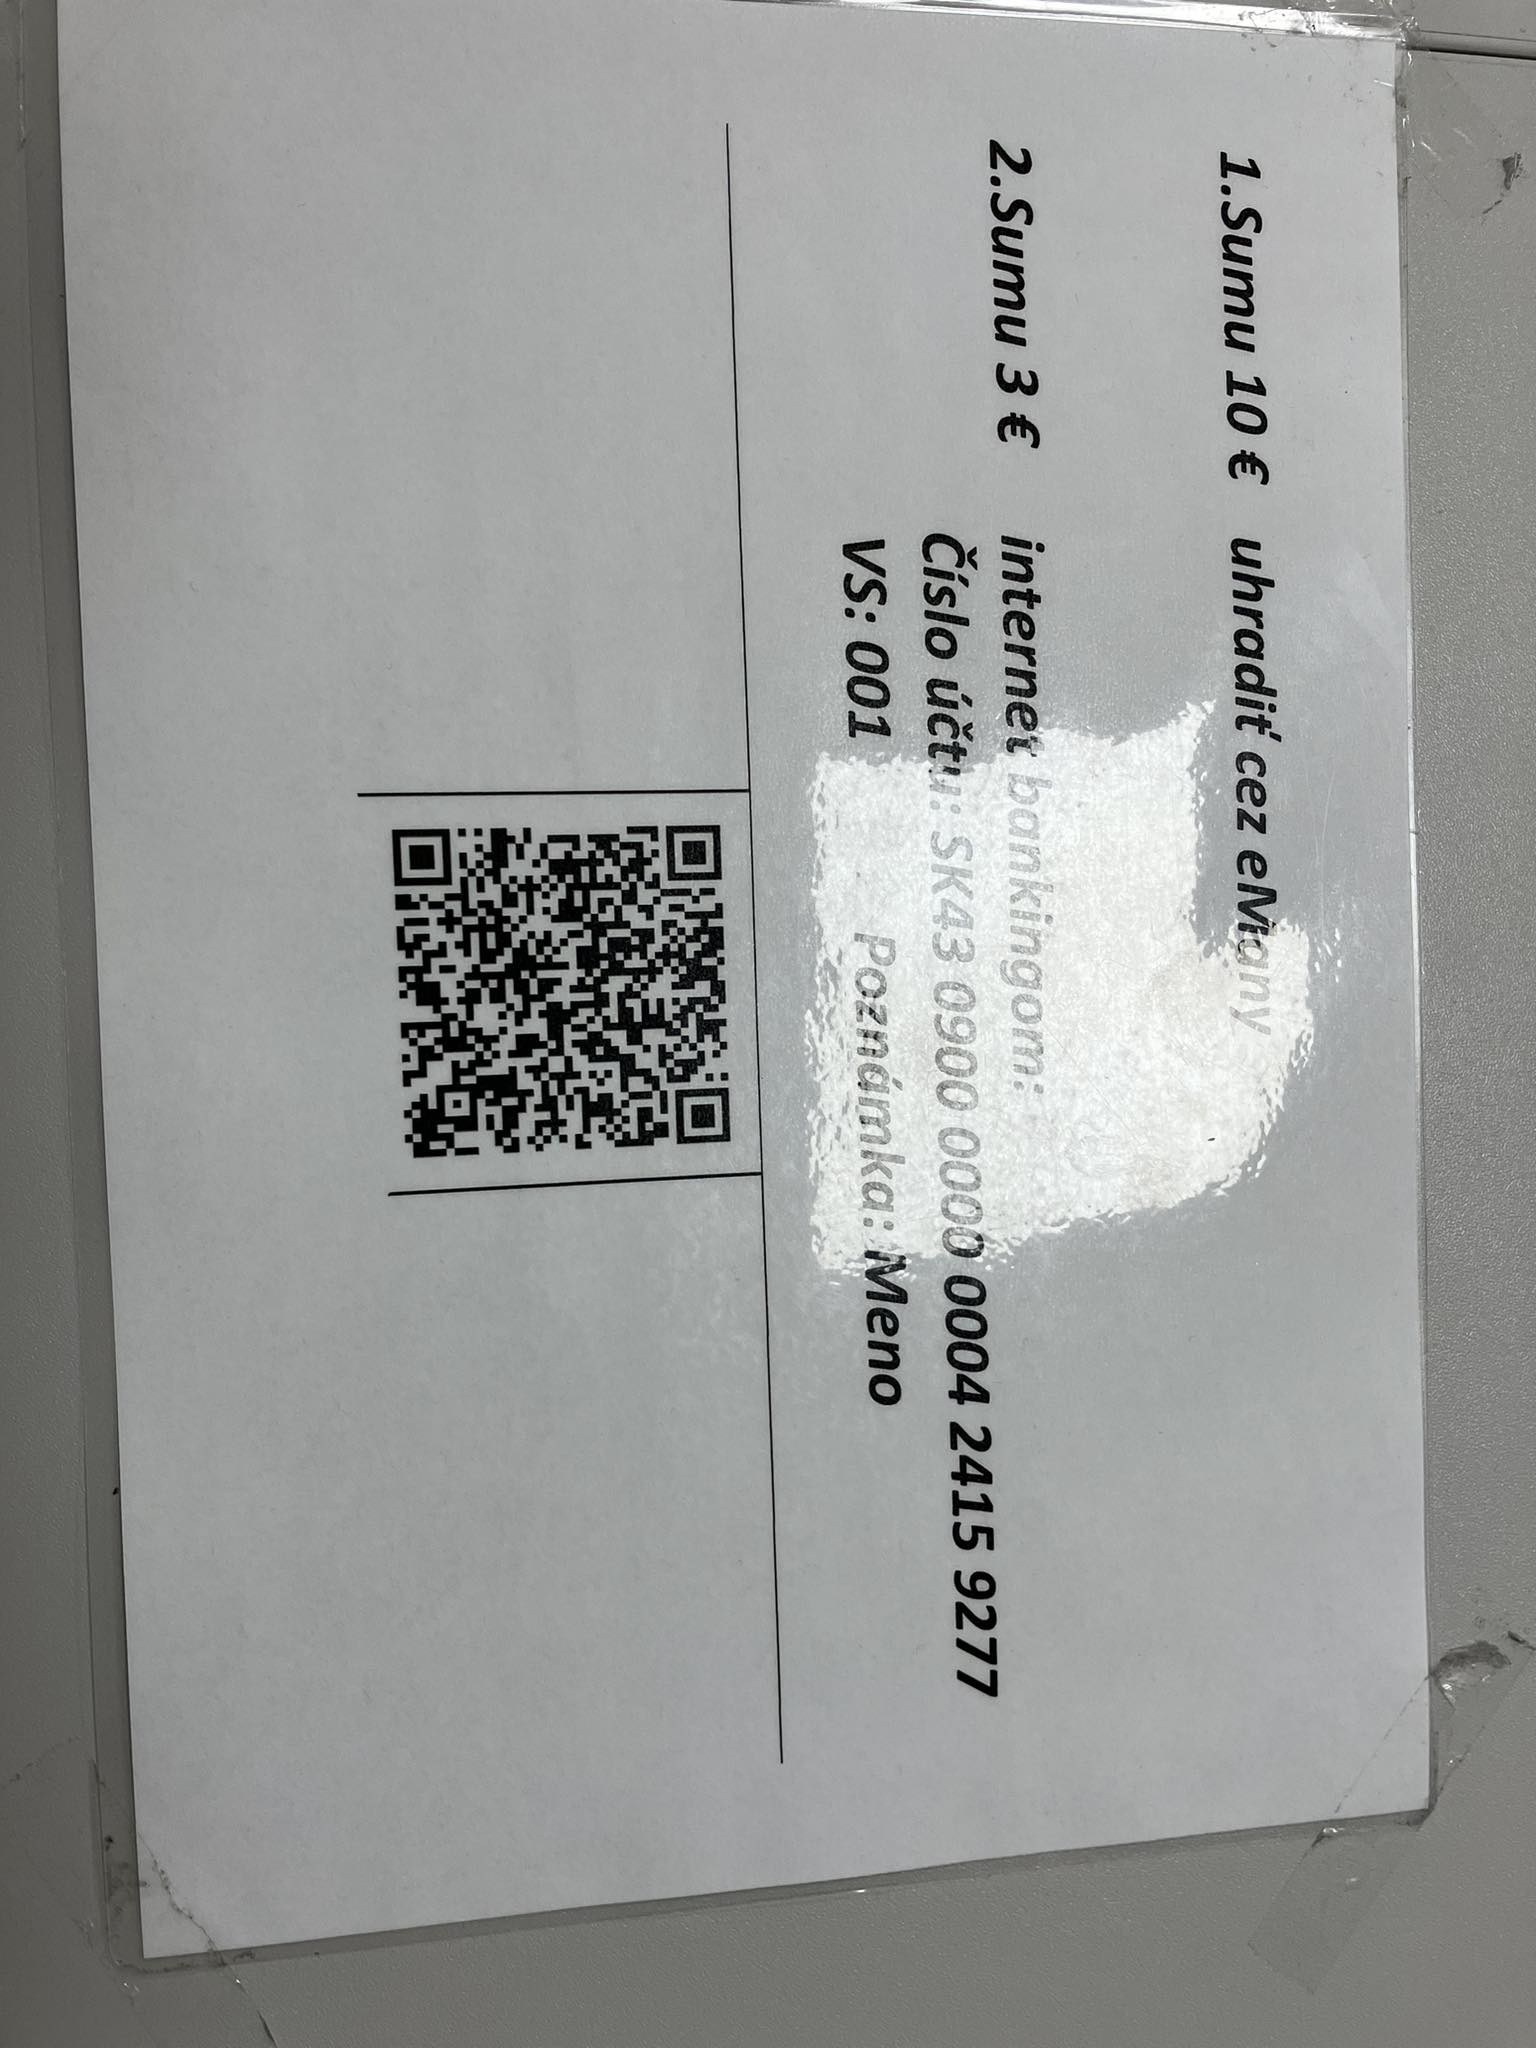 1.Sumu 10 € uhradiť cez eMany
2.Sumu 3 € internet bankingom:
Číslo účtu: SK43 0900 0000 0004 2415 9277
VS: 001 Poznámka: Meno